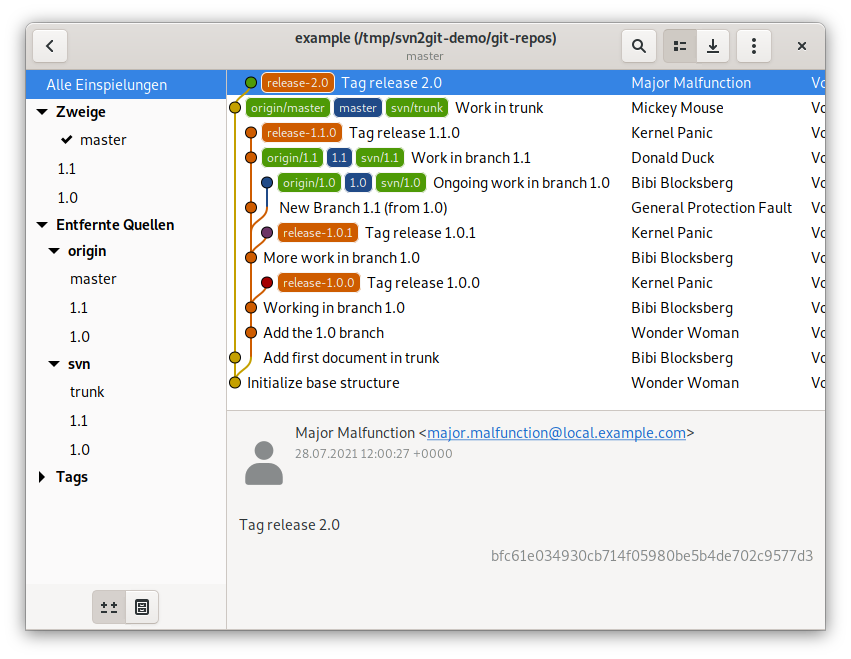 example (/tmp/svn2git-demo/git-repos)
master
Alle Einspielungen
Zweige
master
1.1
1.0
Entfernte Quellen
origin
master
1.1
1.0
svn
trunk
1.1
1.0
Tags
release-2.0 Tag release 2.0 Major Malfunction Vo
origin/master master svn/trunk Work in trunk Mickey Mouse Vo
release-1.1.0 Tag release 1.1.0 Kernel Panic Vo
origin/1.1 1.1 svn/1.1 Work in branch 1.1 Donald Duck Vo
origin/1.0 1.0 svn/1.0 Ongoing work in branch 1.0 Bibi Blocksberg Vo
New Branch 1.1 (from 1.0) General Protection Fault Vo
release-1.0.1 Tag release 1.0.1 Kernel Panic Vo
More work in branch 1.0 Bibi Blocksberg Vo
release-1.0.0 Tag release 1.0.0 Kernel Panic Vo
Working in branch 1.0 Bibi Blocksberg Vo
Add the 1.0 branch Wonder Woman Vo
Add first document in trunk Bibi Blocksberg Vo
Initialize base structure Wonder Woman Vo
Major Malfunction <major.malfunction@local.example.com>
28.07.2021 12:00:27 +0000
Tag release 2.0
bfc61e034930cb714f05980be5b4de702c9577d3